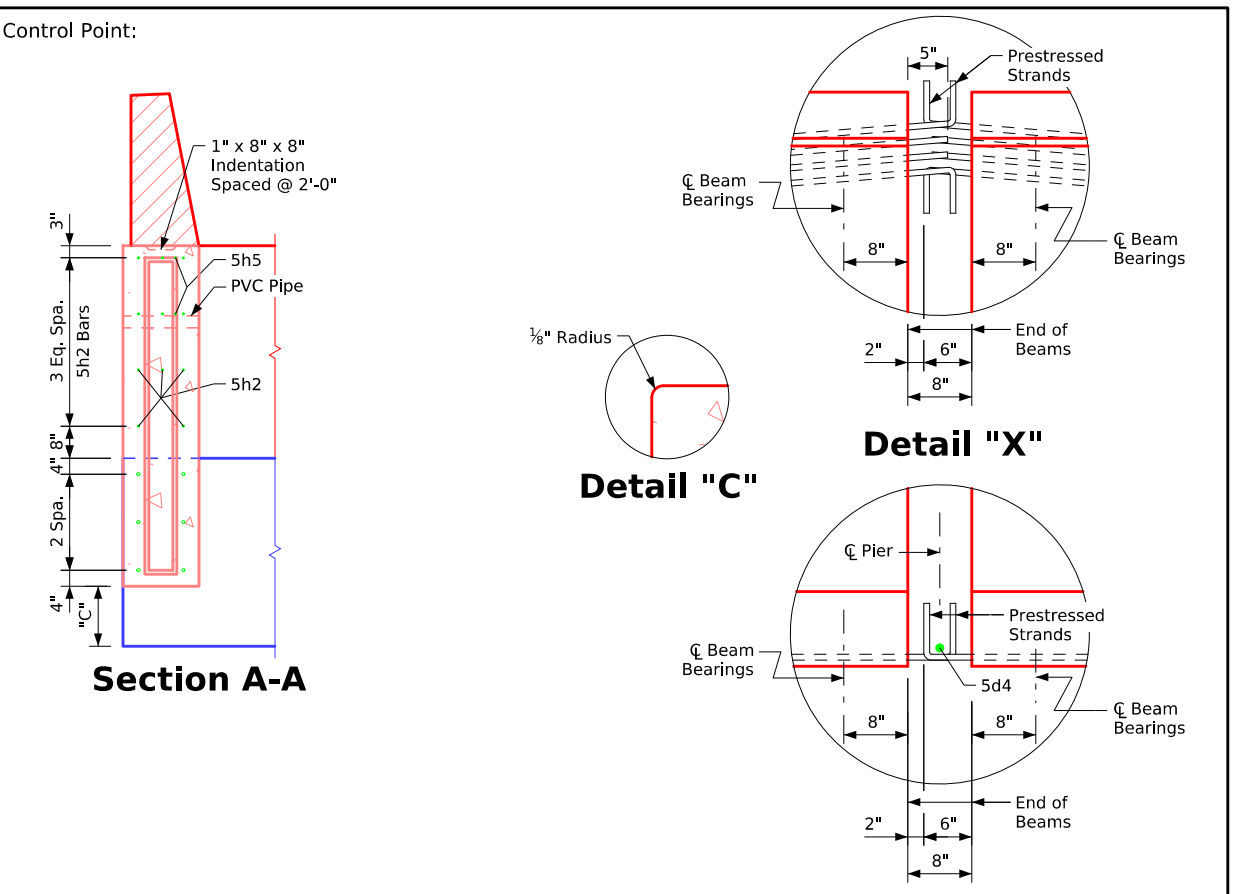 Control Point:
1" x 8" x 8"
Indentation
Spaced @ 2'-0"
3"
3 Eq. Spa.
5h2 Bars
8"
4"
2 Spa.
4"
"C"
5h5
PVC Pipe
5h2
Section A-A
⅛" Radius
Detail "C"
5"
Prestressed
Strands
℄ Beam
Bearings
8"
8"
℄ Beam
Bearings
End of
Beams
2"
6"
8"
Detail "X"
℄ Pier
Prestressed
Strands
℄ Beam
Bearings
5d4
8"
8"
℄ Beam
Bearings
End of
Beams
2"
6"
8"